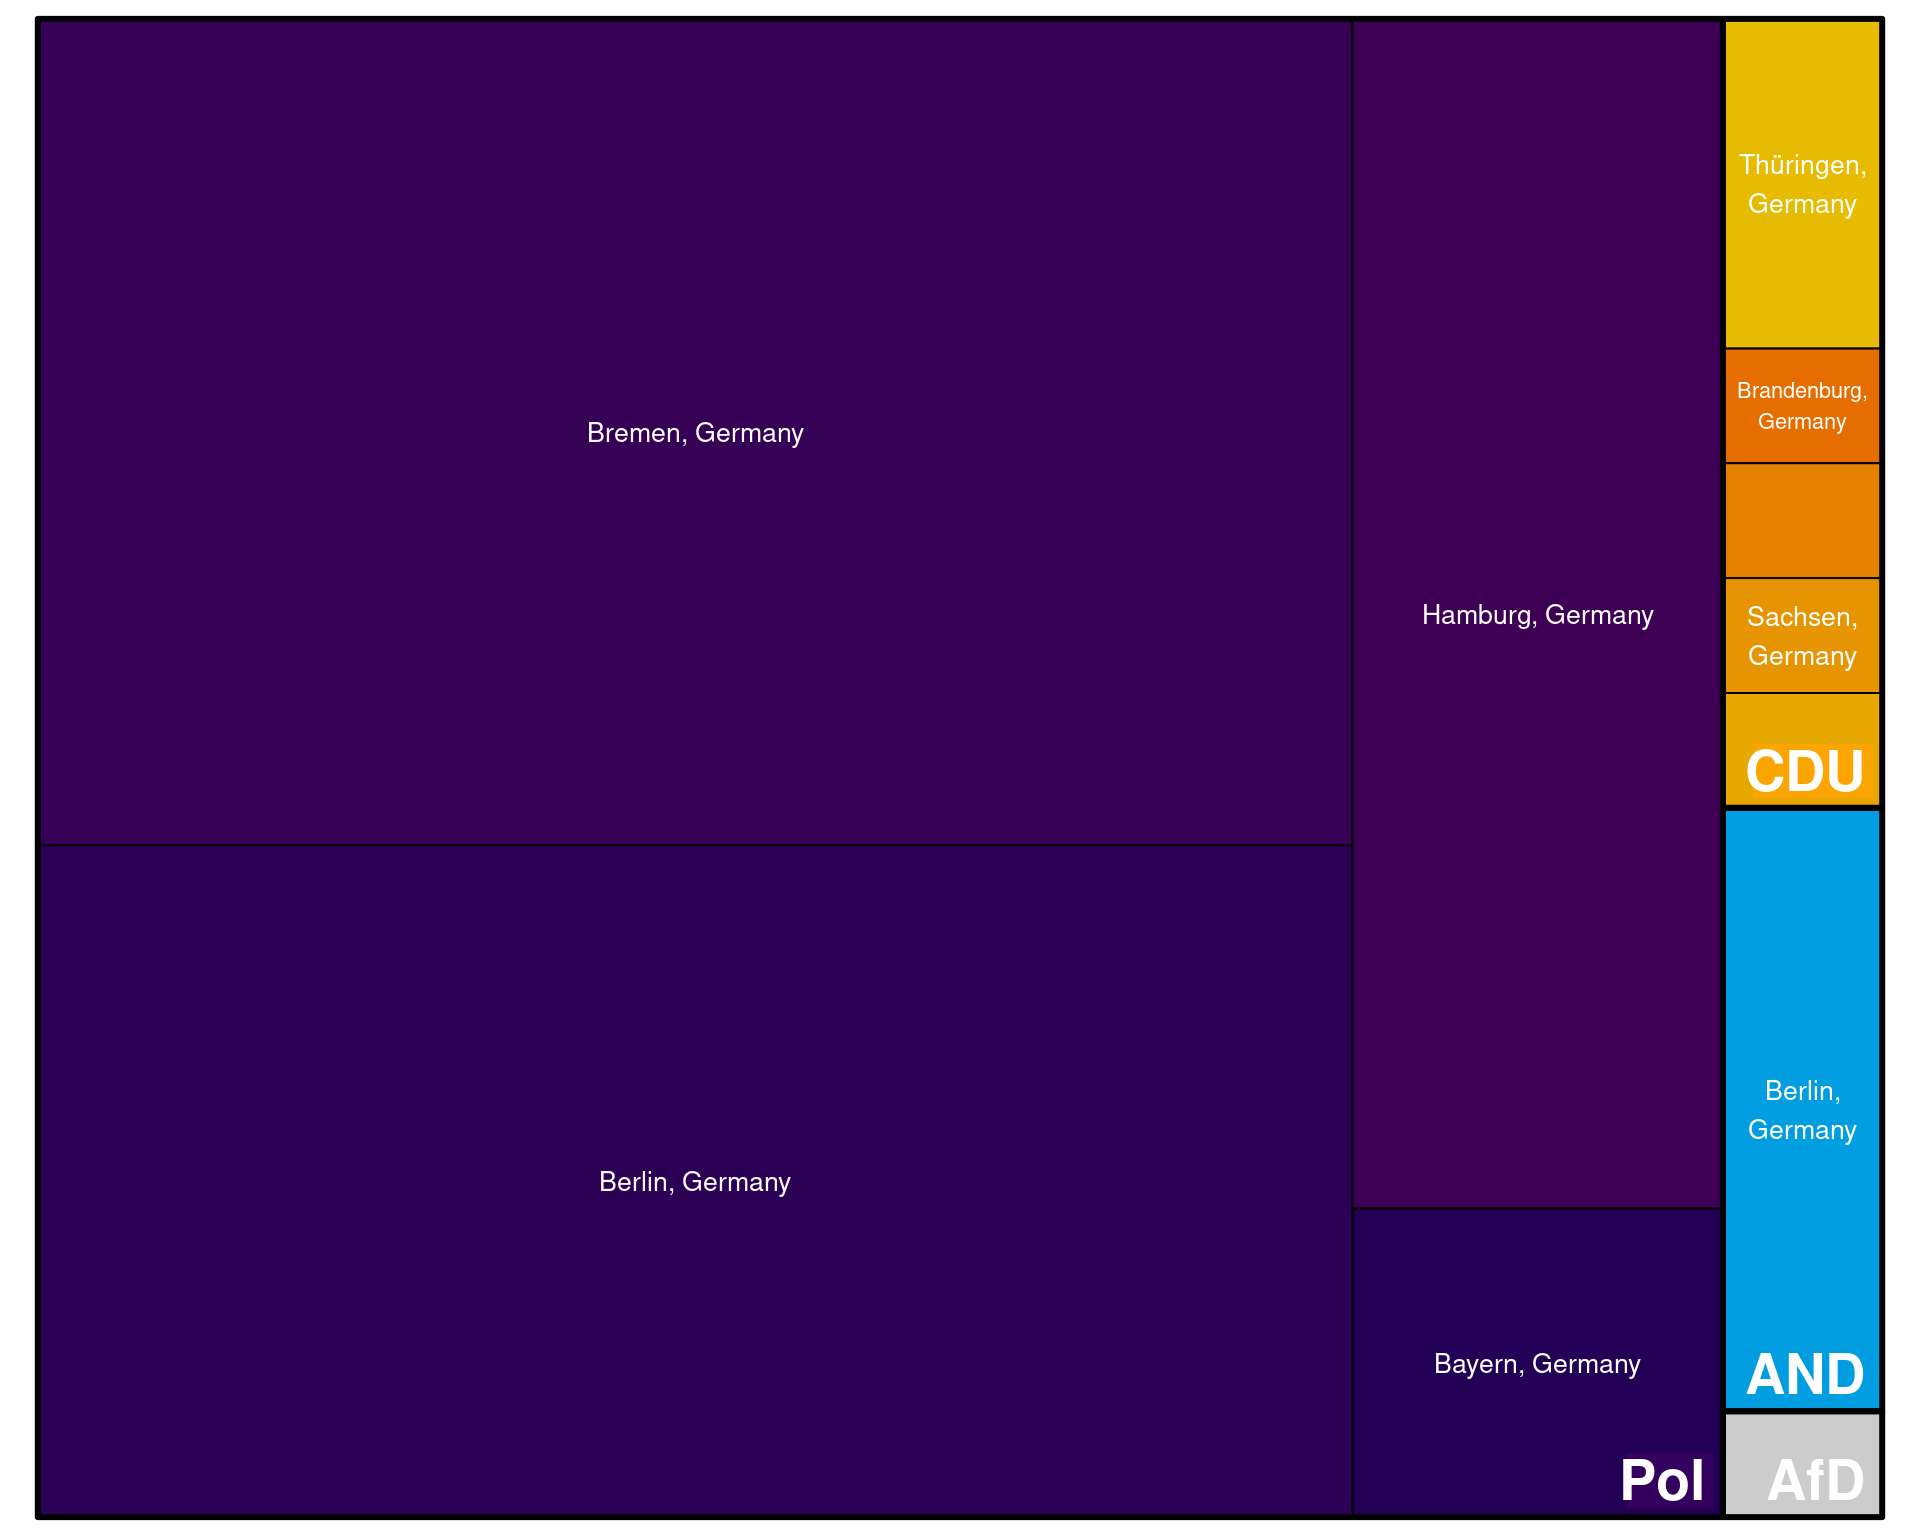 Bremen, Germany
Berlin, Germany
Hamburg, Germany
Bayern, Germany
Pol
Thüringen,
Germany
Brandenburg,
Germany
Sachsen,
Germany
CDU
Berlin,
Germany
AND
AfD